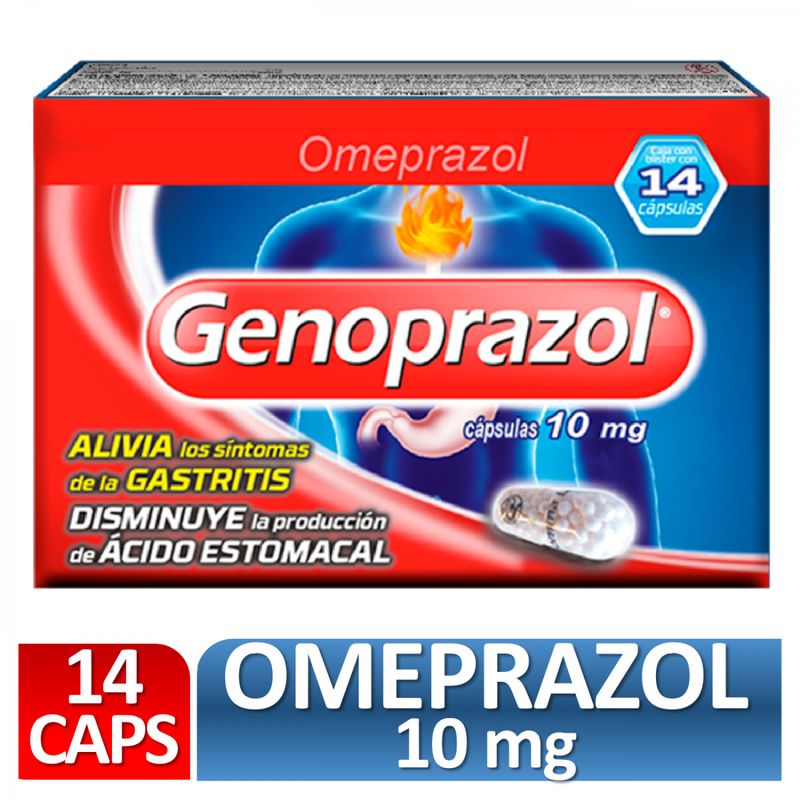 Omeprazol
Caja con
blíster con
14
cápsulas
Genoprazol®
cápsulas 10 mg
ALIVIA los síntomas
de la GASTRITIS
DISMINUYE la producción
de ÁCIDO ESTOMACAL
14
CAPS
OMEPRAZOL
10 mg